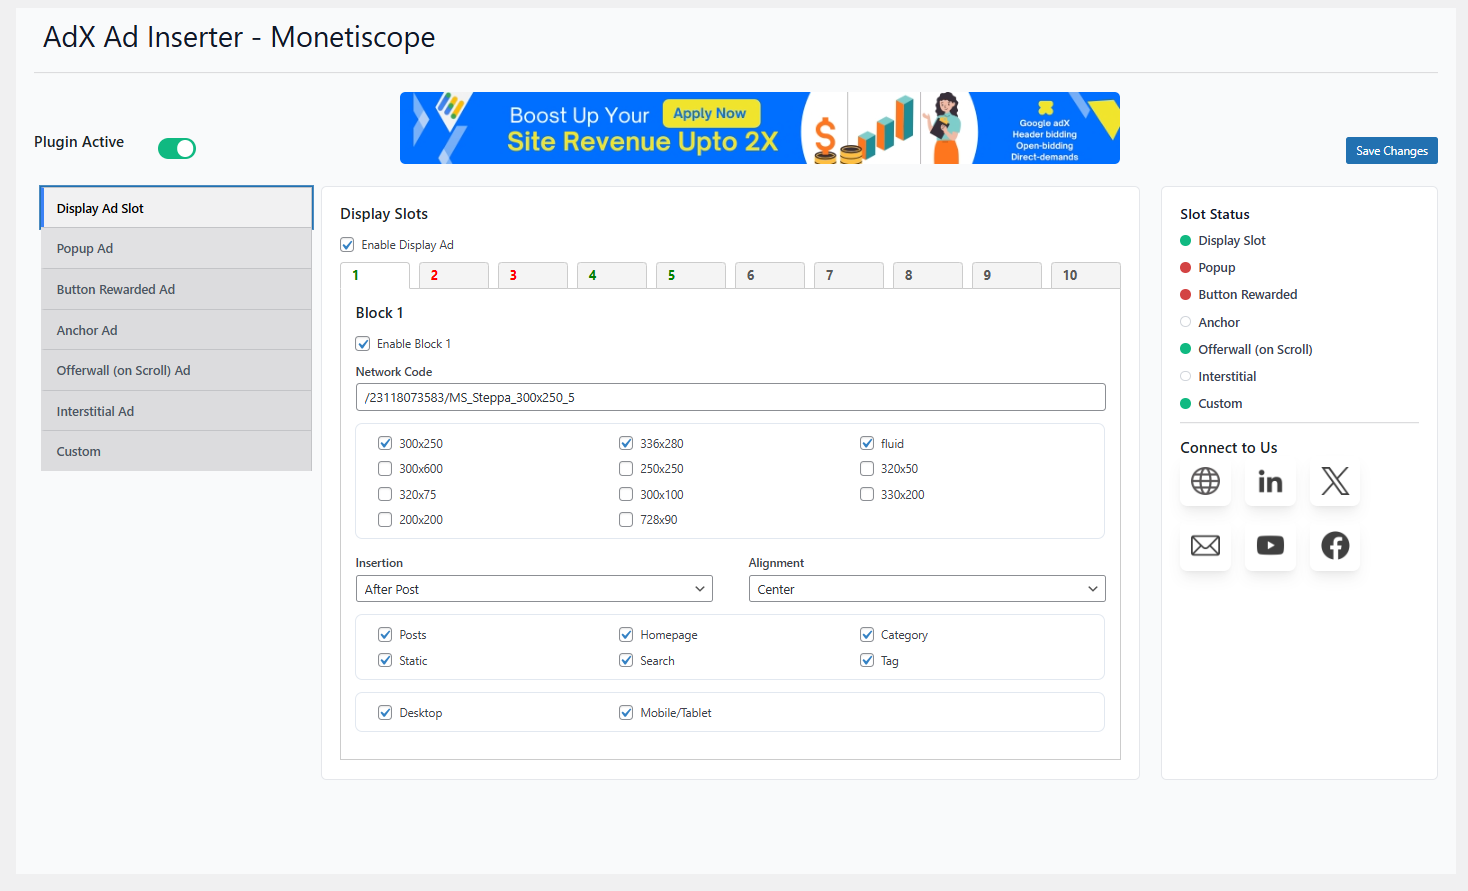 AdX Ad Inserter - Monetiscope
Plugin Active
Boost Up Your Apply Now
Site Revenue Upto 2X
Google adX
Header bidding
Open-bidding
Direct-demands
Save Changes
Display Ad Slot
Popup Ad
Button Rewarded Ad
Anchor Ad
Offerwall (on Scroll) Ad
Interstitial Ad
Custom
Display Slots
Enable Display Ad
1 2 3 4 5 6 7 8 9 10
Block 1
Enable Block 1
Network Code
/23118073583/MS_Steppa_300x250_5
300x250 336x280 fluid
300x600 250x250 320x50
320x75 300x100 330x200
200x200 728x90
Insertion Alignment
After Post Center
Posts Homepage Category
Static Search Tag
Desktop Mobile/Tablet
Slot Status
Display Slot
Popup
Button Rewarded
Anchor
Offerwall (on Scroll)
Interstitial
Custom
Connect to Us